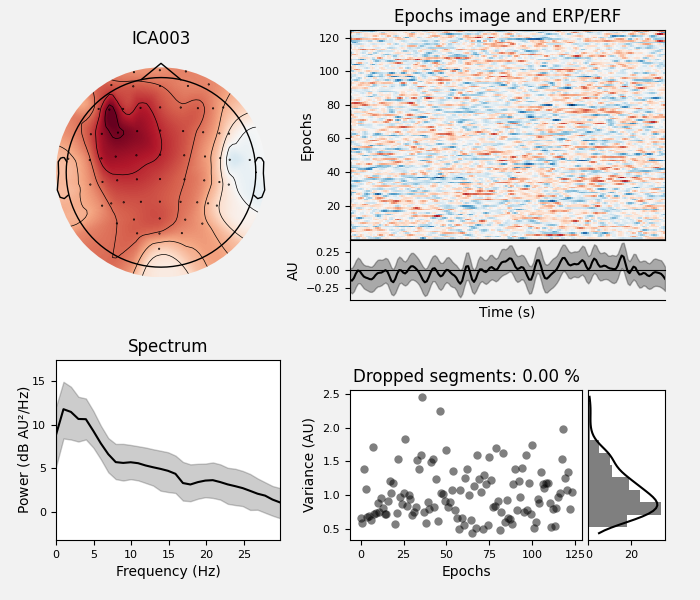 ICA003
Epochs image and ERP/ERF
Epochs
120
100
80
60
40
20
AU
0.25
0.00
−0.25
Time (s)
Spectrum
Power (dB AU²/Hz)
15
10
5
0
0 5 10 15 20 25
Frequency (Hz)
Dropped segments: 0.00 %
Variance (AU)
2.5
2.0
1.5
1.0
0.5
0 25 50 75 100 125
Epochs
0 20